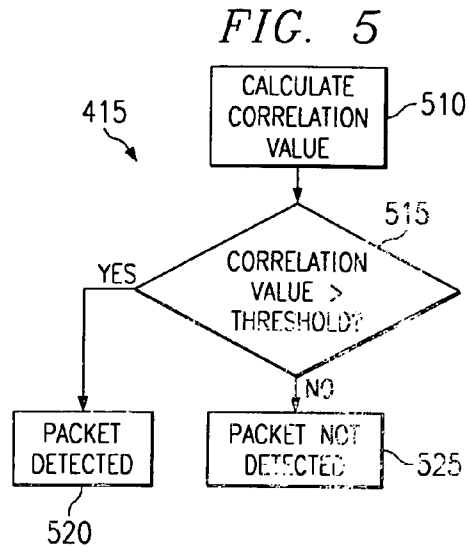 FIG. 5
CALCULATE
CORRELATION
VALUE
510
415
515
CORRELATION
VALUE >
THRESHOLD?
YES
NO
PACKET
DETECTED
PACKET NOT
DETECTED
525
520